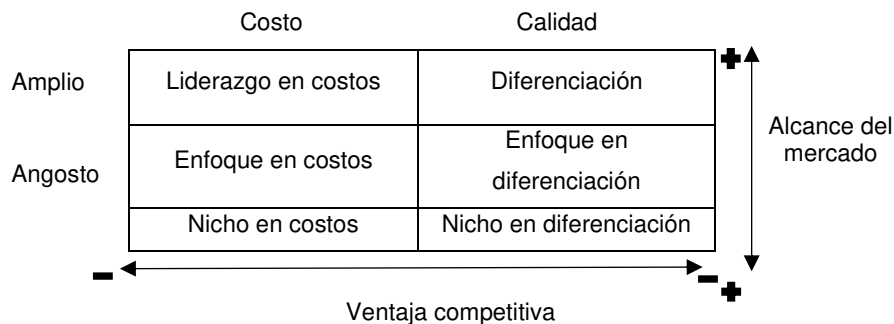 Costo Calidad
Amplio Liderazgo en costos Diferenciación
Angosto Enfoque en costos Enfoque en
diferenciación
Nicho en costos Nicho en diferenciación
Alcance del
mercado
Ventaja competitiva